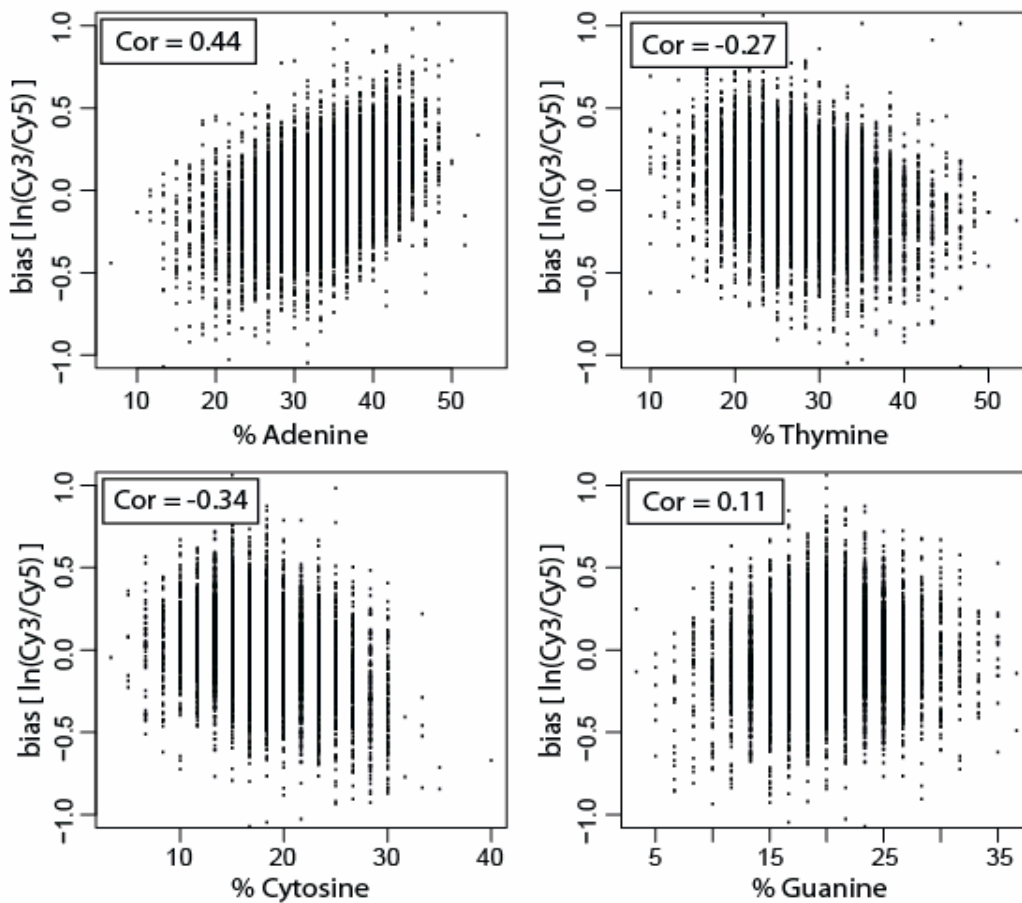 Cor = 0.44
bias [ ln(Cy3/Cy5) ]
1.0
0.5
0.0
−0.5
−1.0
10 20 30 40 50
% Adenine
Cor = -0.27
bias [ ln(Cy3/Cy5) ]
1.0
0.5
0.0
−0.5
−1.0
10 20 30 40 50
% Thymine
Cor = -0.34
bias [ ln(Cy3/Cy5) ]
1.0
0.5
0.0
−0.5
−1.0
10 20 30 40
% Cytosine
Cor = 0.11
bias [ ln(Cy3/Cy5) ]
1.0
0.5
0.0
−0.5
−1.0
5 15 25 35
% Guanine